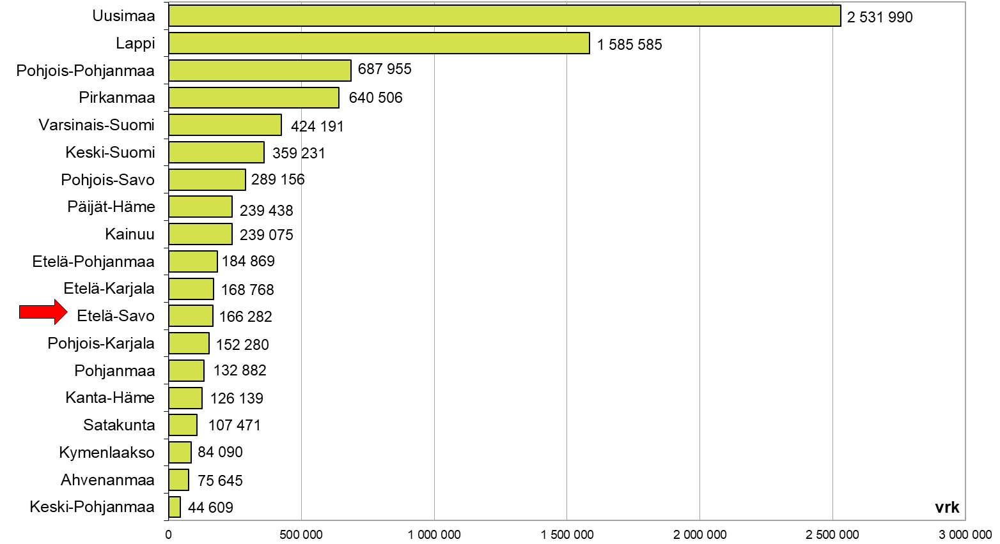 Uusimaa 2 531 990
Lappi 1 585 585
Pohjois-Pohjanmaa 687 955
Pirkanmaa 640 506
Varsinais-Suomi 424 191
Keski-Suomi 359 231
Pohjois-Savo 289 156
Päijät-Häme 239 438
Kainuu 239 075
Etelä-Pohjanmaa 184 869
Etelä-Karjala 168 768
Etelä-Savo 166 282
Pohjois-Karjala 152 280
Pohjanmaa 132 882
Kanta-Häme 126 139
Satakunta 107 471
Kymenlaakso 84 090
Ahvenanmaa 75 645
Keski-Pohjanmaa 44 609 vrk
0 500 000 1 000 000 1 500 000 2 000 000 2 500 000 3 000 000